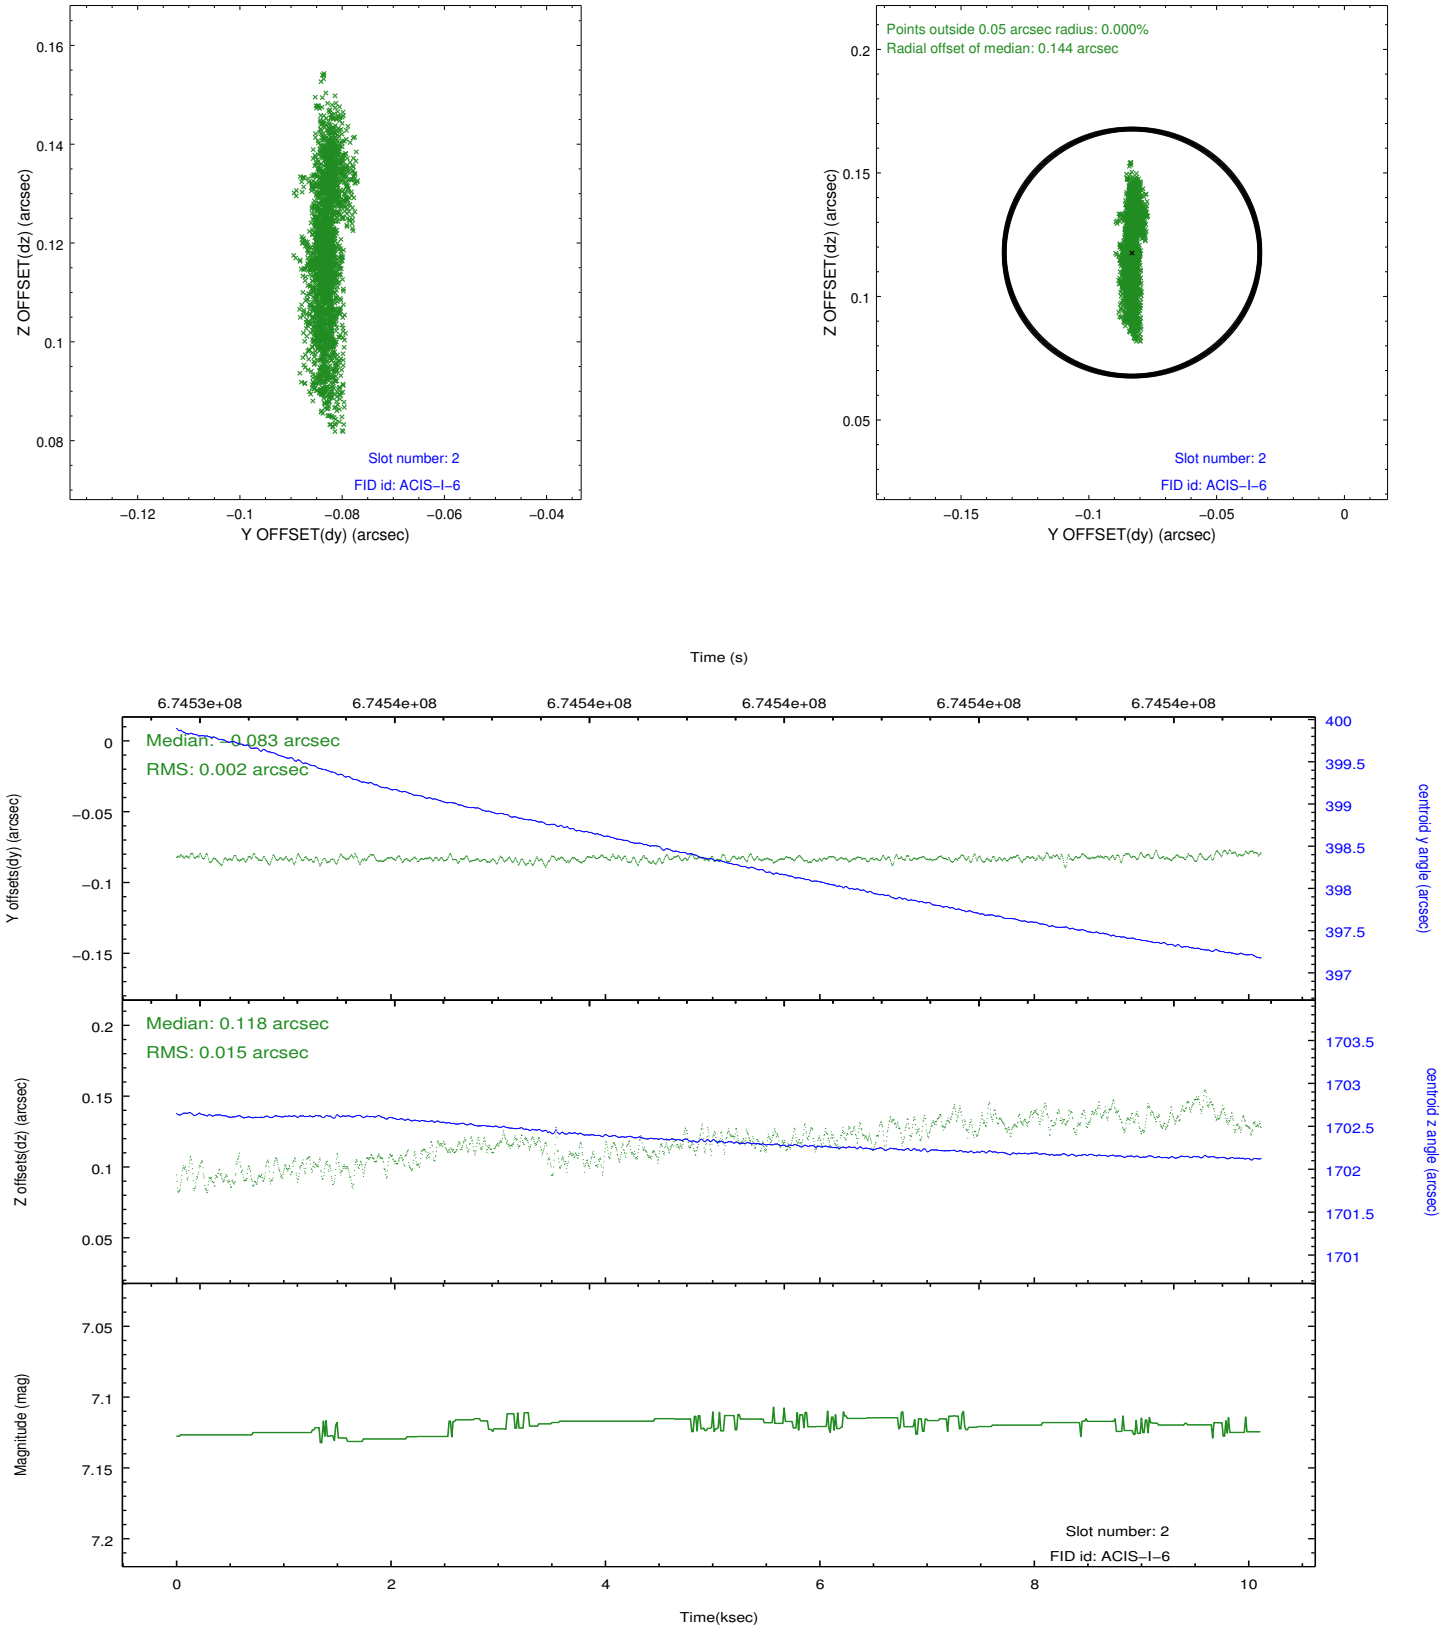 0.16
0.14
0.12
0.1
0.08
Z OFFSET(dz) (arcsec)
Slot number: 2
FID id: ACIS−I−6
−0.12
−0.1
−0.08
−0.06
−0.04
Y OFFSET(dy) (arcsec)
Points outside 0.05 arcsec radius: 0.000%
Radial offset of median: 0.144 arcsec
0.2
0.15
0.1
0.05
Z OFFSET(dz) (arcsec)
Slot number: 2
FID id: ACIS−I−6
−0.15
−0.1
−0.05
0
Y OFFSET(dy) (arcsec)
Time (s)
6.7453e+08
6.7454e+08
6.7454e+08
6.7454e+08
6.7454e+08
6.7454e+08
Median: −0.083 arcsec
RMS: 0.002 arcsec
0
−0.05
−0.1
−0.15
Y offsets(dy) (arcsec)
400
399.5
399
398.5
398
397.5
397
centroid y angle (arcsec)
Median: 0.118 arcsec
RMS: 0.015 arcsec
0.2
0.15
0.1
0.05
Z offsets(dz) (arcsec)
1703.5
1703
1702.5
1702
1701.5
1701
centroid z angle (arcsec)
7.05
7.1
7.15
7.2
Magnitude (mag)
Slot number: 2
FID id: ACIS−I−6
0
2
4
6
8
10
Time(ksec)